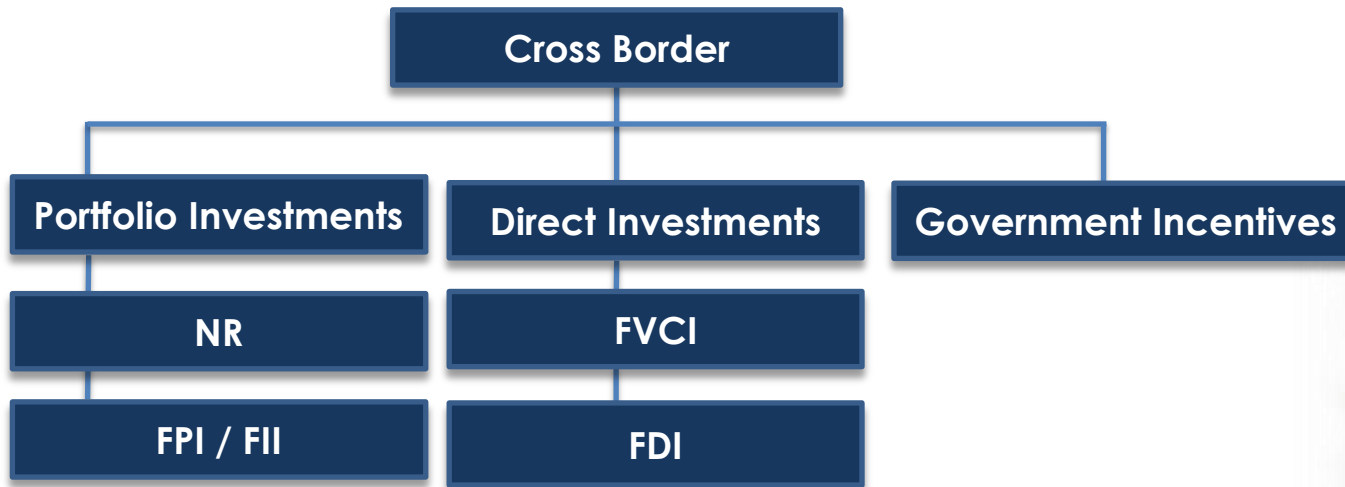 Cross Border
Portfolio Investments
Direct Investments
Government Incentives
NR
FVCI
FPI / FII
FDI